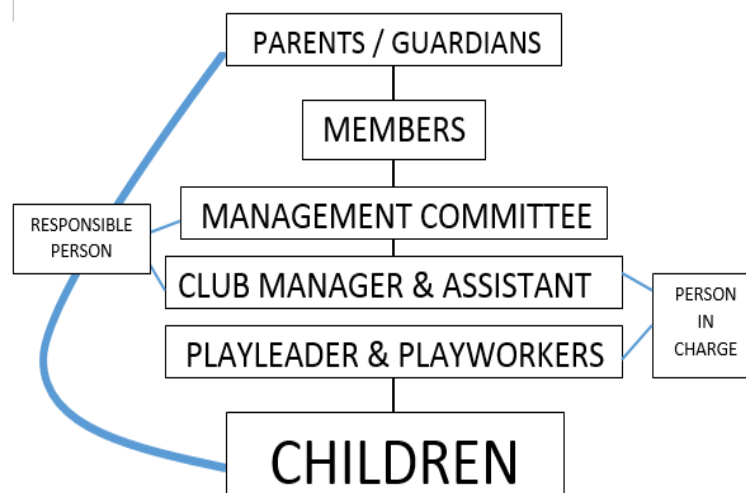 PARENTS / GUARDIANS
MEMBERS
MANAGEMENT COMMITTEE
RESPONSIBLE
PERSON
CLUB MANAGER & ASSISTANT
PERSON
IN
CHARGE
PLAYLEADER & PLAYWORKERS
CHILDREN